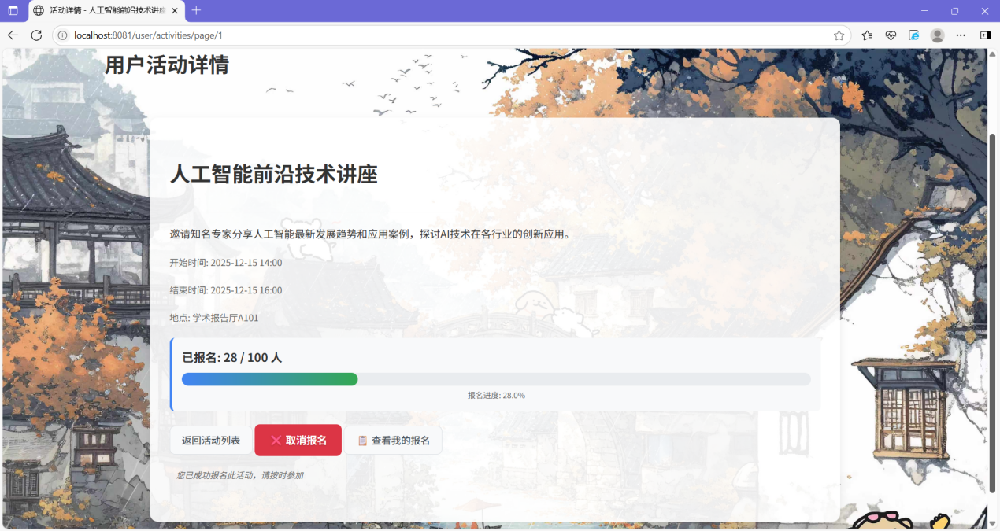 活动详情 - 人工智能前沿技术讲座
localhost:8081/user/activities/page/1
用户活动详情
人工智能前沿技术讲座
邀请知名专家分享人工智能最新发展趋势和应用案例，探讨AI技术在各行业的创新应用。
开始时间: 2025-12-15 14:00
结束时间: 2025-12-15 16:00
地点: 学术报告厅A101
已报名: 28 / 100 人
报名进度: 28.0%
返回活动列表 ❌ 取消报名 📋 查看我的报名
您已成功报名此活动，请按时参加